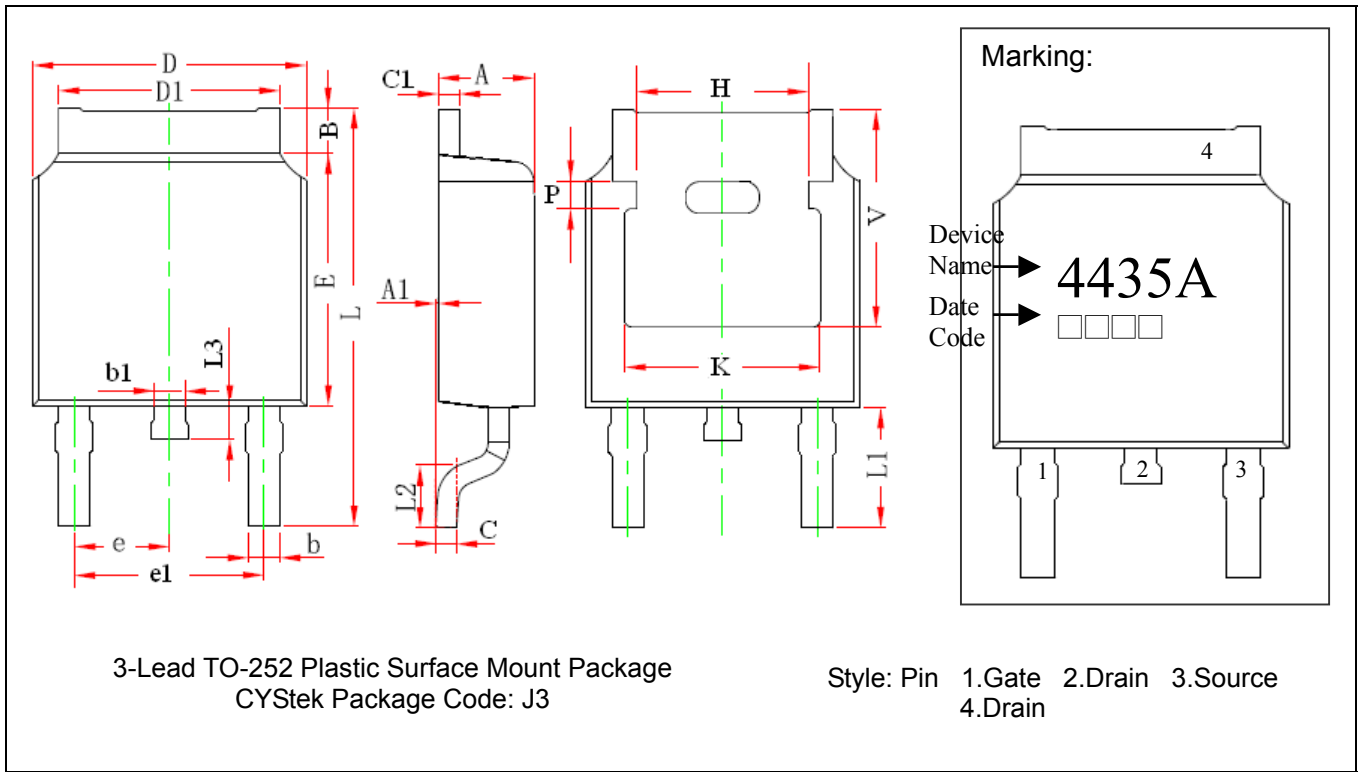 D
D1
B
E
L
L3
b1
e
e1
b
C1
A
A1
L2
C
H
P
V
K
L1
Marking:
4
Device
Name
4435A
Date
Code
□□□□
1
2
3
3-Lead TO-252 Plastic Surface Mount Package
CYStek Package Code: J3
Style: Pin 1.Gate 2.Drain 3.Source
4.Drain